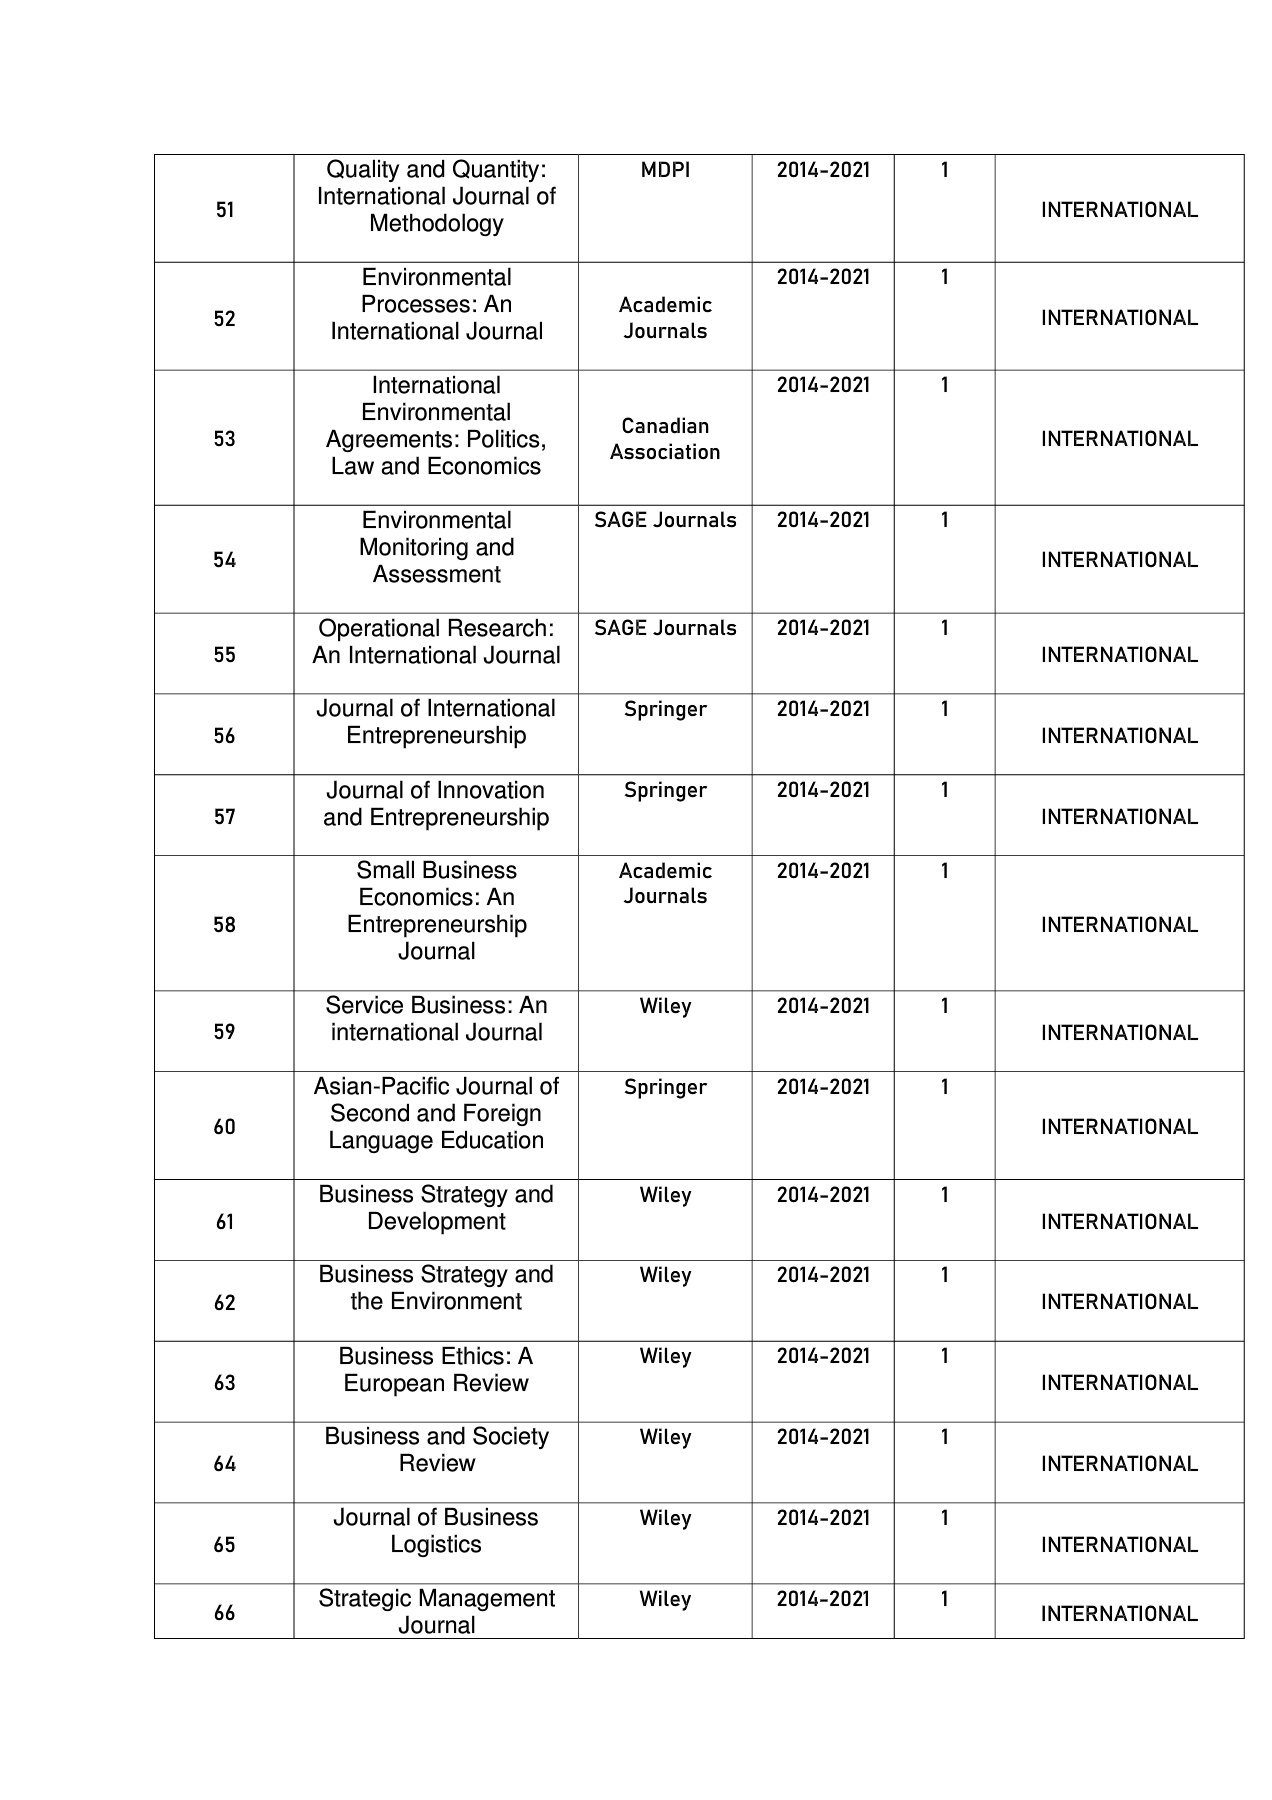 51
Quality and Quantity:
International Journal of
Methodology
MDPI
2014-2021
1
INTERNATIONAL
52
Environmental
Processes: An
International Journal
Academic
Journals
2014-2021
1
INTERNATIONAL
53
International
Environmental
Agreements: Politics,
Law and Economics
Canadian
Association
2014-2021
1
INTERNATIONAL
54
Environmental
Monitoring and
Assessment
SAGE Journals
2014-2021
1
INTERNATIONAL
55
Operational Research:
An International Journal
SAGE Journals
2014-2021
1
INTERNATIONAL
56
Journal of International
Entrepreneurship
Springer
2014-2021
1
INTERNATIONAL
57
Journal of Innovation
and Entrepreneurship
Springer
2014-2021
1
INTERNATIONAL
58
Small Business
Economics: An
Entrepreneurship
Journal
Academic
Journals
2014-2021
1
INTERNATIONAL
59
Service Business: An
international Journal
Wiley
2014-2021
1
INTERNATIONAL
60
Asian-Pacific Journal of
Second and Foreign
Language Education
Springer
2014-2021
1
INTERNATIONAL
61
Business Strategy and
Development
Wiley
2014-2021
1
INTERNATIONAL
62
Business Strategy and
the Environment
Wiley
2014-2021
1
INTERNATIONAL
63
Business Ethics: A
European Review
Wiley
2014-2021
1
INTERNATIONAL
64
Business and Society
Review
Wiley
2014-2021
1
INTERNATIONAL
65
Journal of Business
Logistics
Wiley
2014-2021
1
INTERNATIONAL
66
Strategic Management
Journal
Wiley
2014-2021
1
INTERNATIONAL